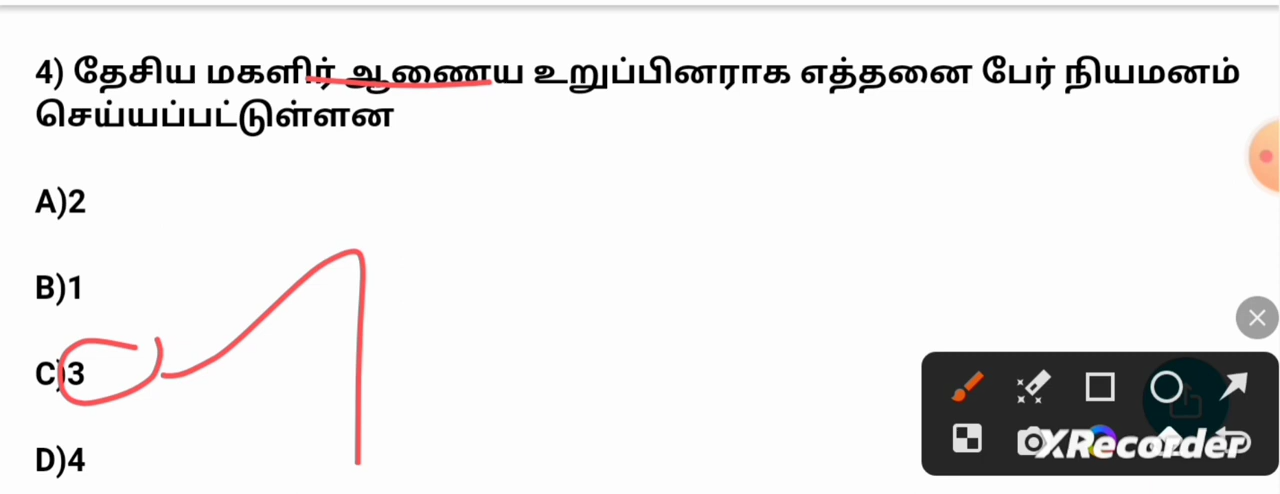 4) தேசிய மகளிர் ஆணைய உறுப்பினராக எத்தனை பேர் நியமனம்
செய்யப்பட்டுள்ளன
A)2
B)1
C)3
D)4
XRecorder